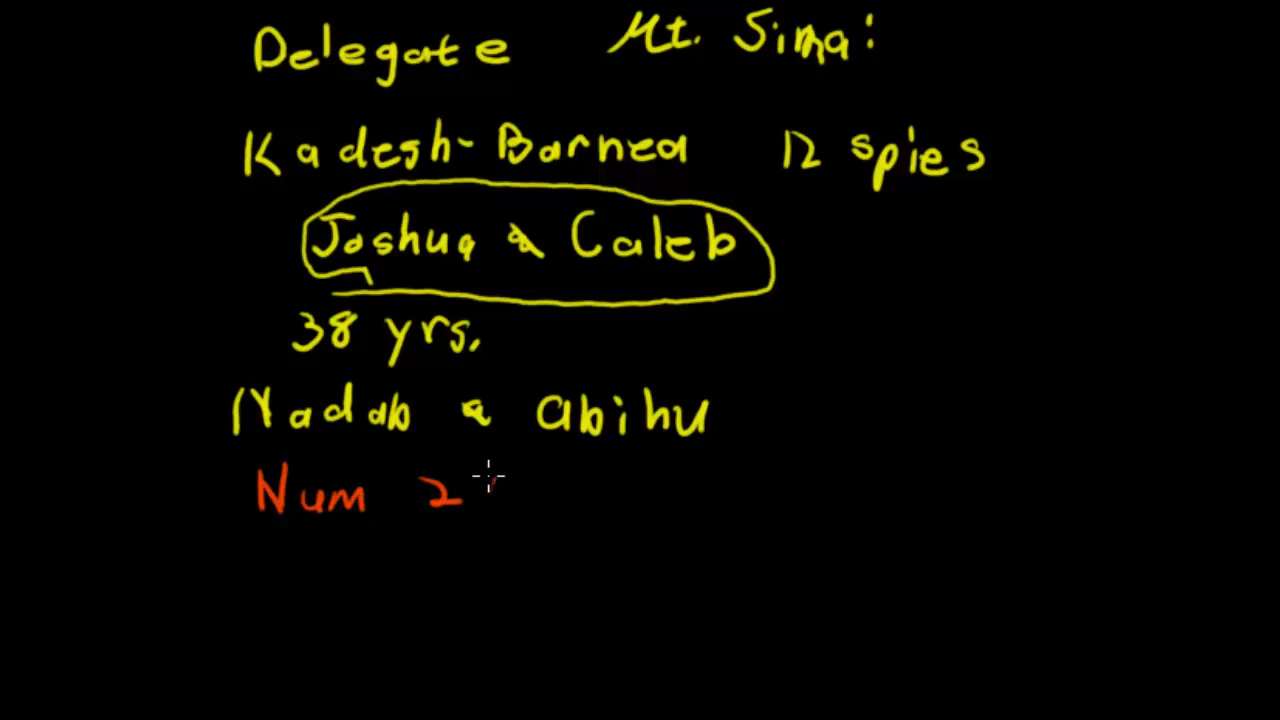 Delegate Mt. Sinai
Kadesh-Barnea 12 spies
Joshua & Caleb
38 yrs.
Nadab & abihu
Num 2